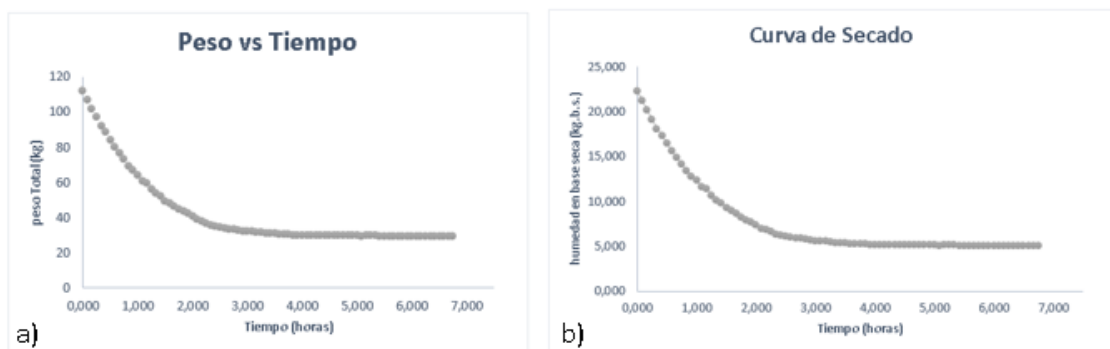 Peso vs Tiempo
peso Total (kg)
120
100
80
60
40
20
0
0,000 1,000 2,000 3,000 4,000 5,000 6,000 7,000
Tiempo (horas)
a)
Curva de Secado
humedad en base seca (kg.b.s.)
25,000
20,000
15,000
10,000
5,000
0,000
0,000 1,000 2,000 3,000 4,000 5,000 6,000 7,000
Tiempo (horas)
b)